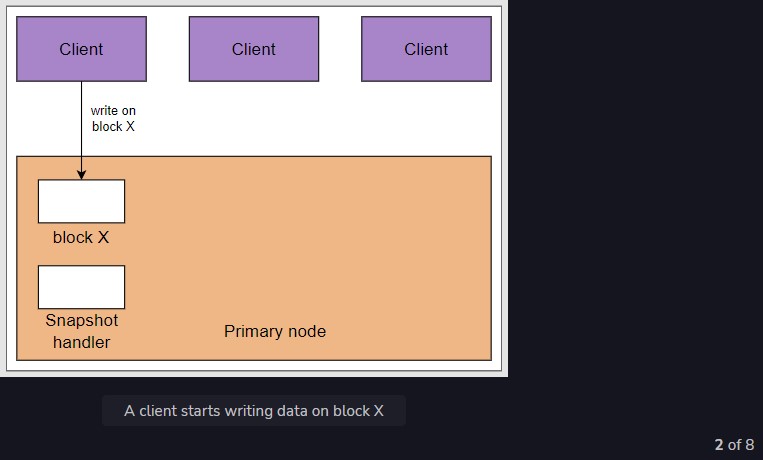 Client
Client
Client
write on
block X
block X
Snapshot
handler
Primary node
A client starts writing data on block X
2 of 8